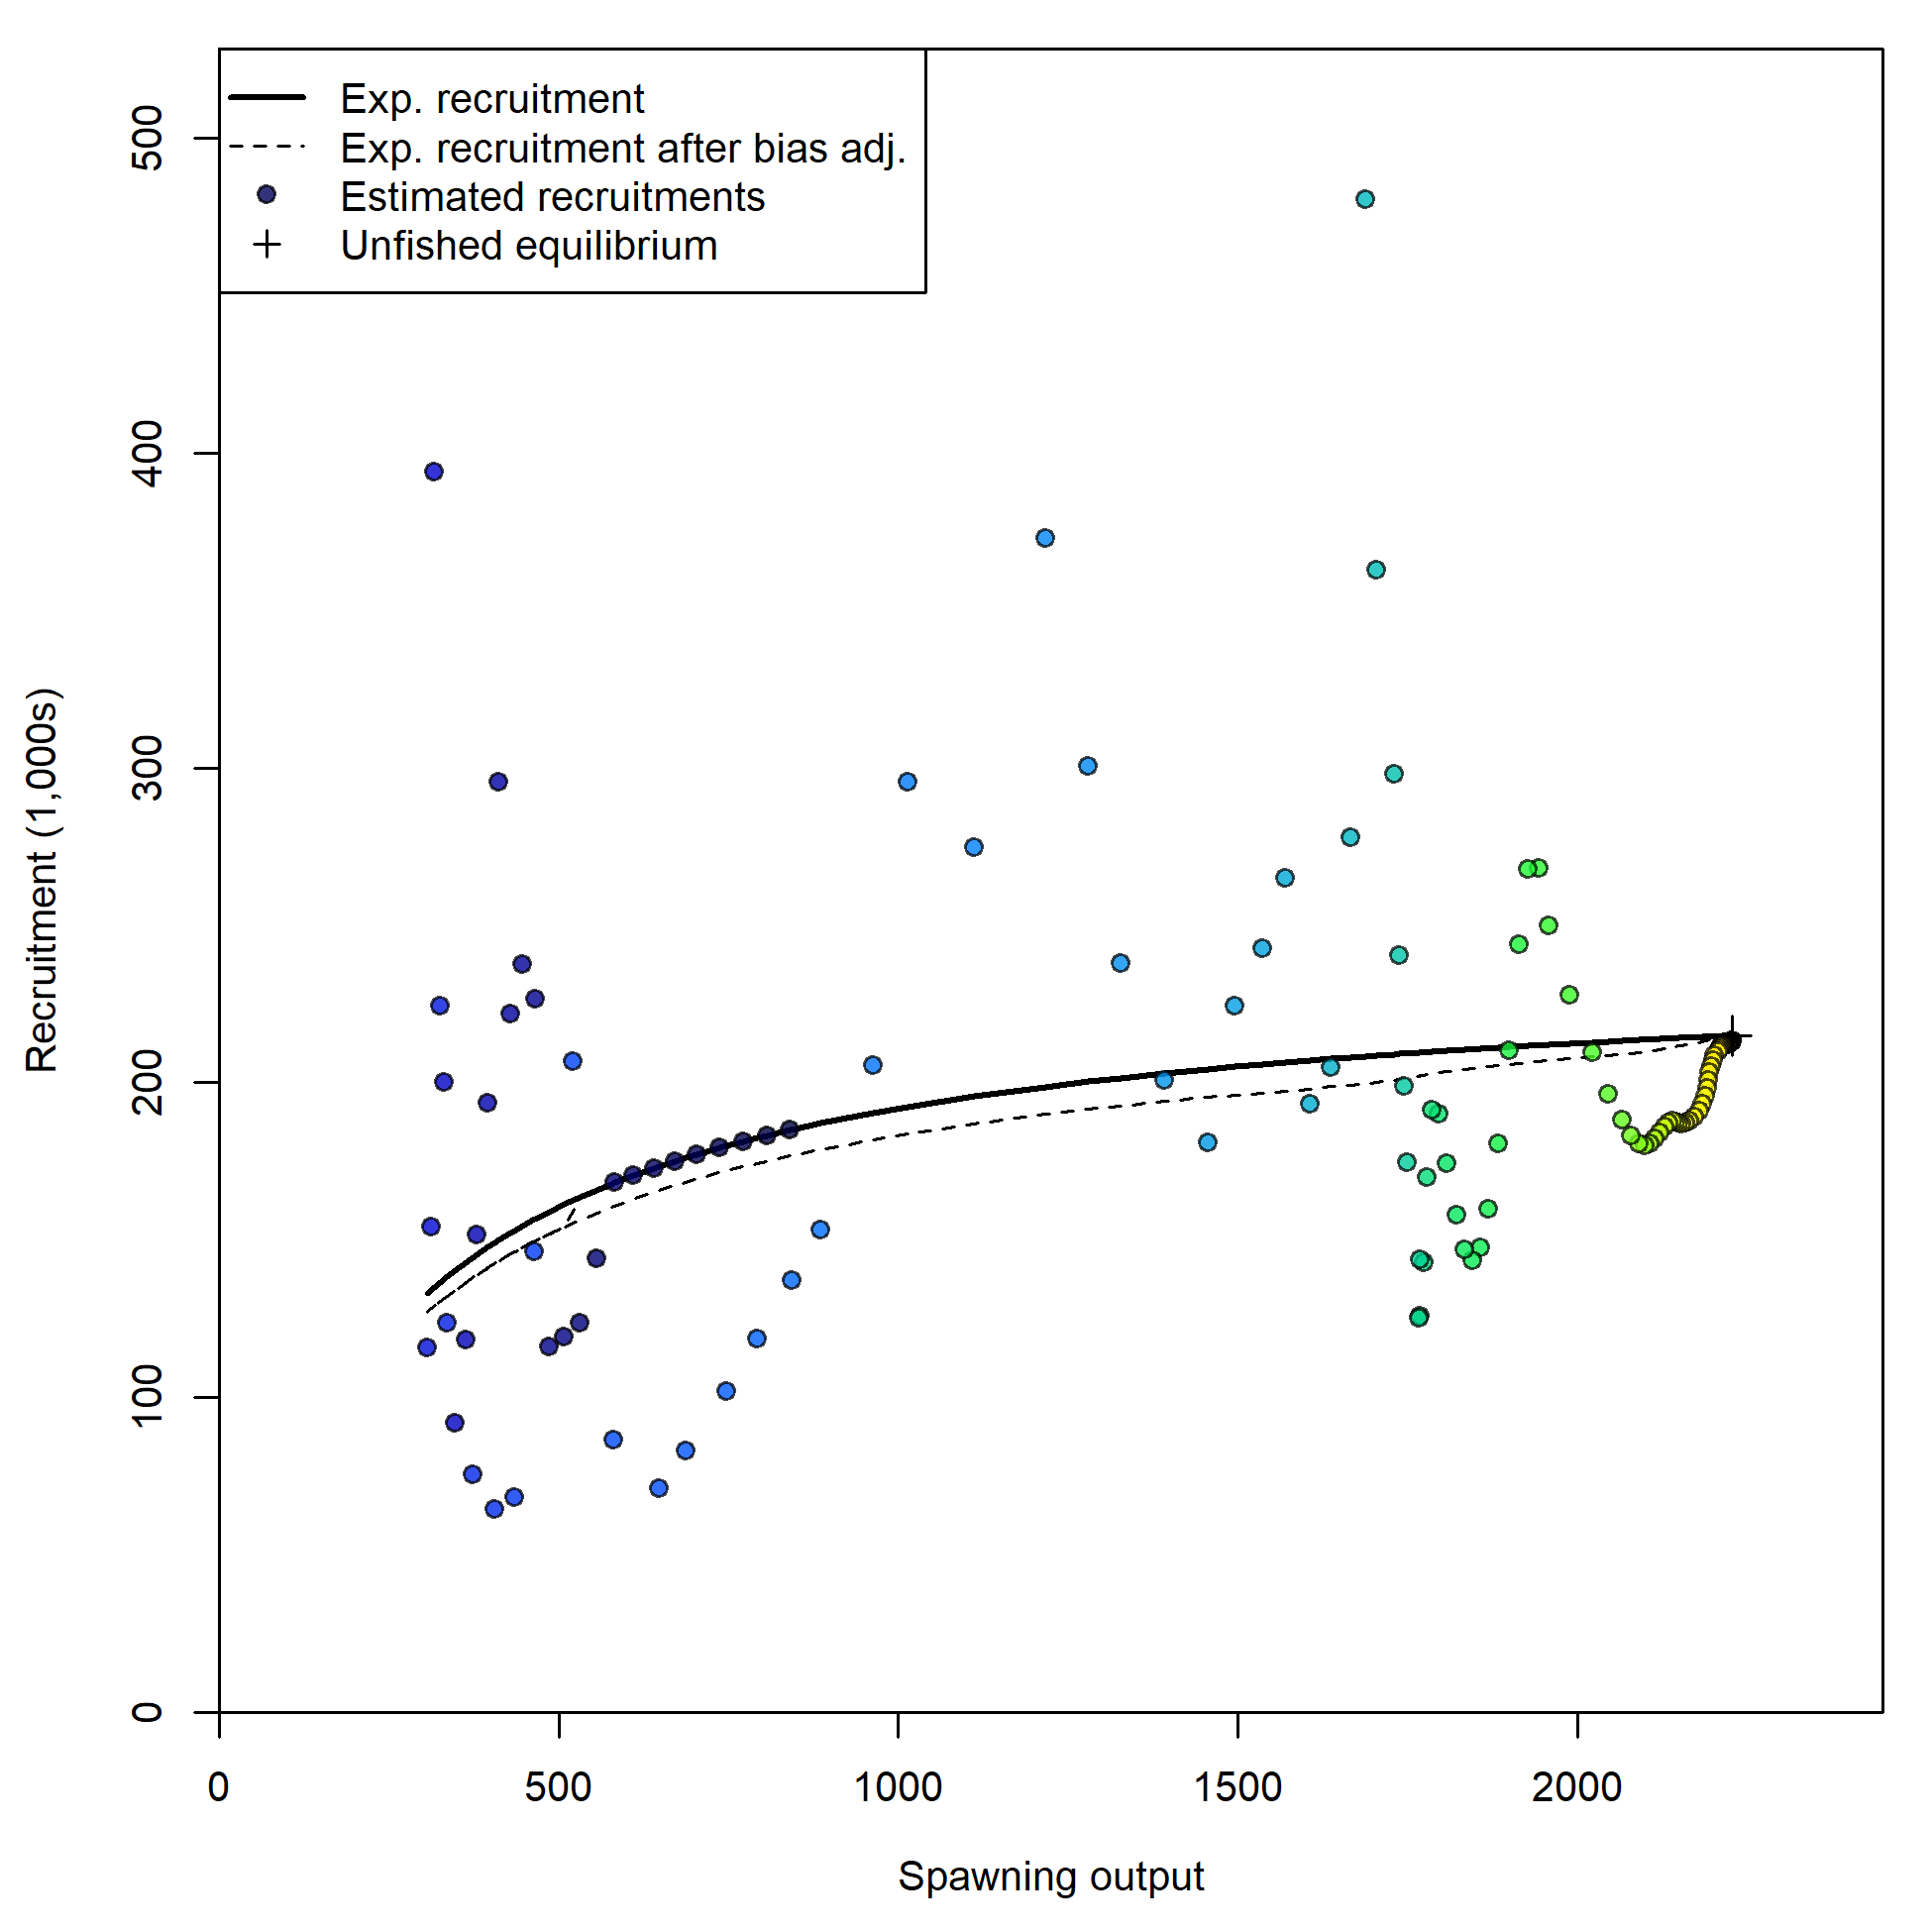 Exp. recruitment
Exp. recruitment after bias adj.
Estimated recruitments
Unfished equilibrium
Recruitment (1,000s)
500
400
300
200
100
0
0 500 1000 1500 2000
Spawning output